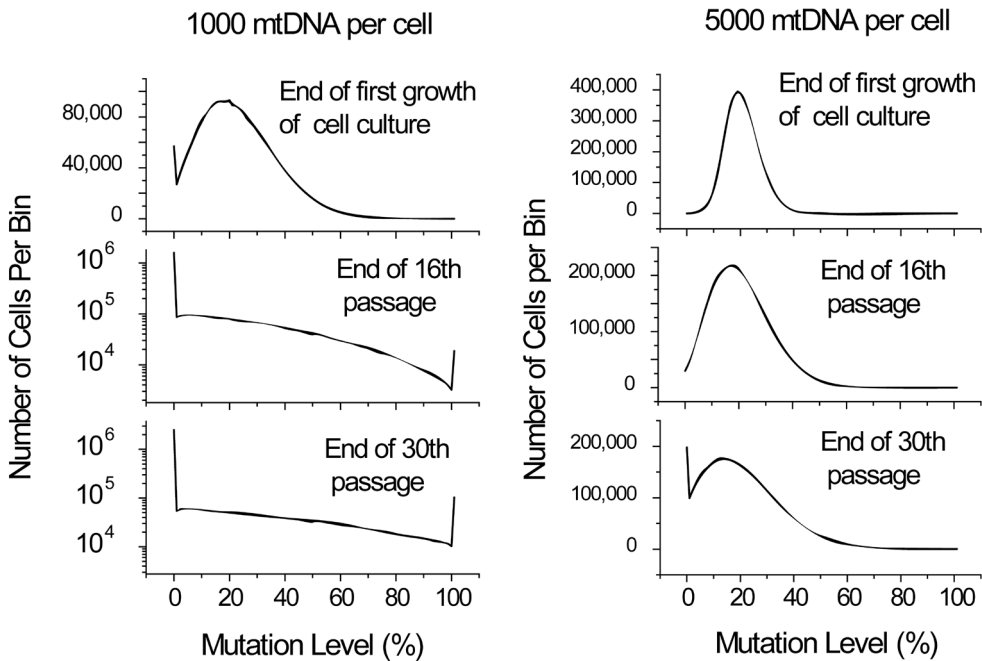 1000 mtDNA per cell
5000 mtDNA per cell
Number of Cells Per Bin
80,000
40,000
0
End of first growth
of cell culture
10^6
10^5
10^4
End of 16th
passage
10^6
10^5
10^4
End of 30th
passage
0 20 40 60 80 100
Mutation Level (%)
Number of Cells per Bin
400,000
300,000
200,000
100,000
0
End of first growth
of cell culture
200,000
100,000
0
End of 16th
passage
200,000
100,000
0
End of 30th
passage
0 20 40 60 80 100
Mutation Level (%)